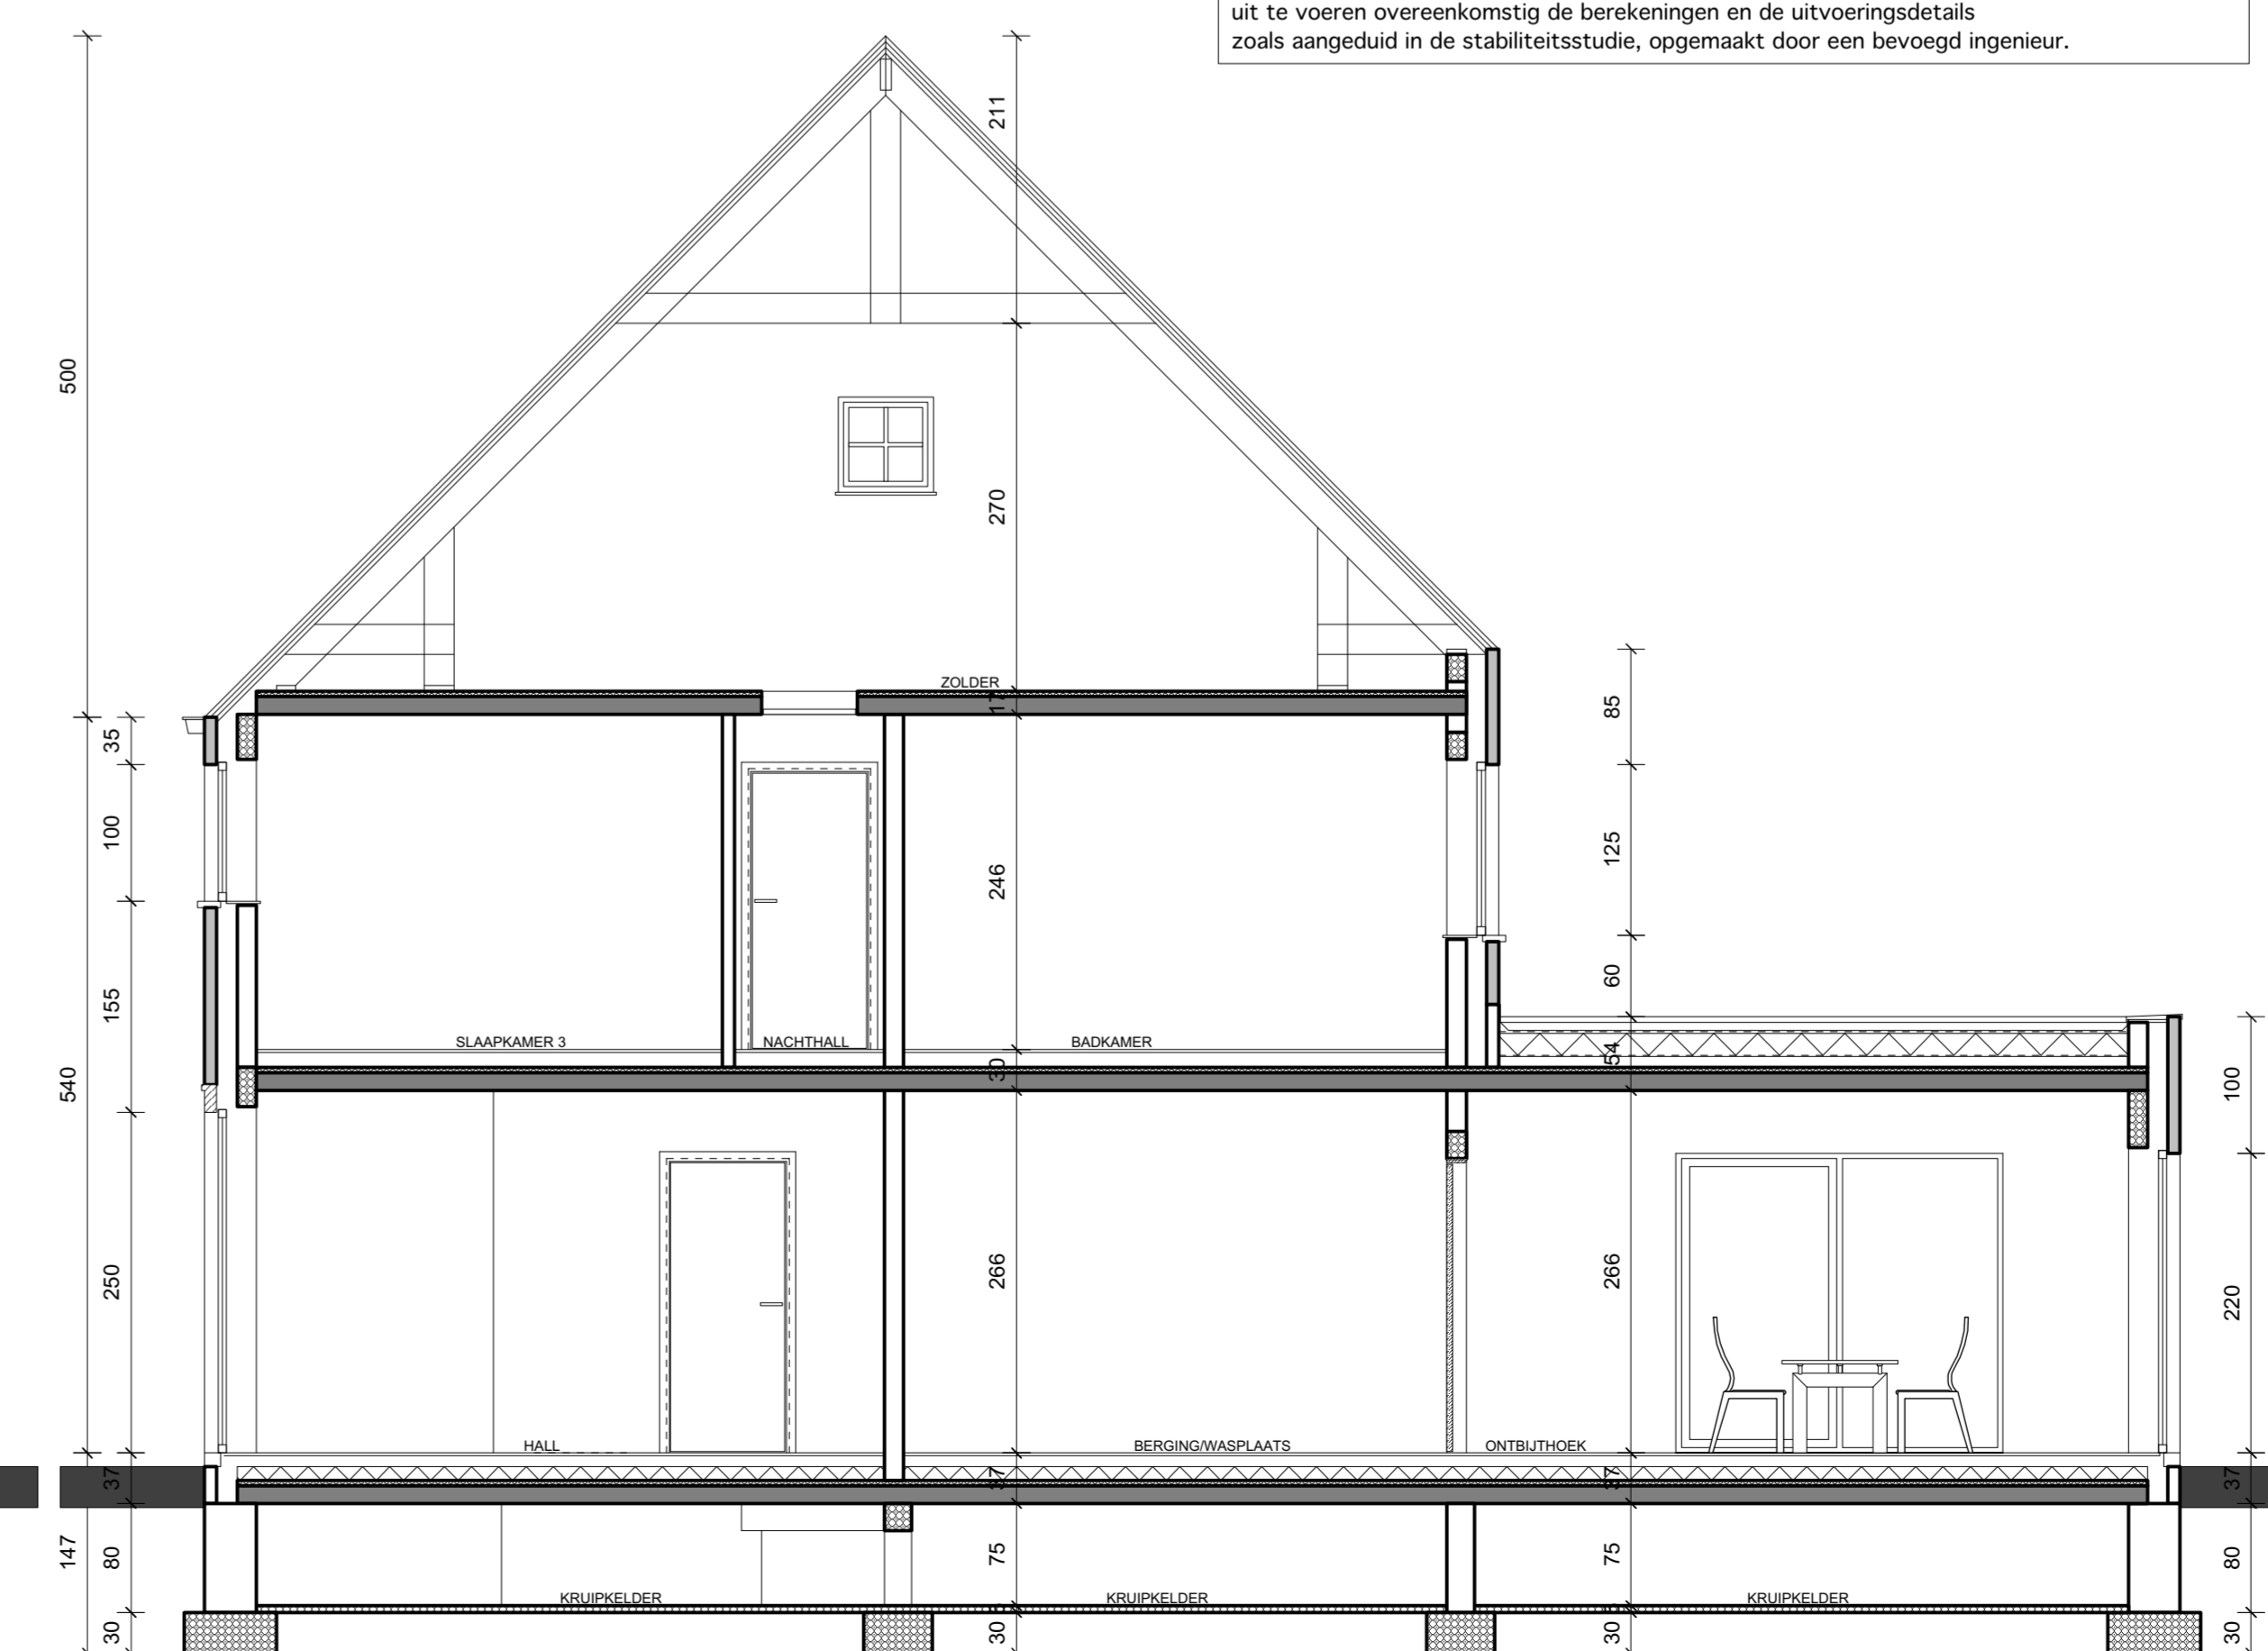 uit te voeren overeenkomstig de berekeningen en de uitvoeringsdetails
zoals aangeduid in de stabiliteitsstudie, opgemaakt door een bevoegd ingenieur.
211
500
270
ZOLDER
17
85
35
100
246
125
155
60
SLAAPKAMER 3
NACHTHALL
BADKAMER
30
54
540
100
250
266
266
220
HALL
BERGING/WASPLAATS
ONTBIJTHOEK
37
37
37
37
147
80
75
75
80
KRUIPKELDER
KRUIPKELDER
KRUIPKELDER
30
30
30
30